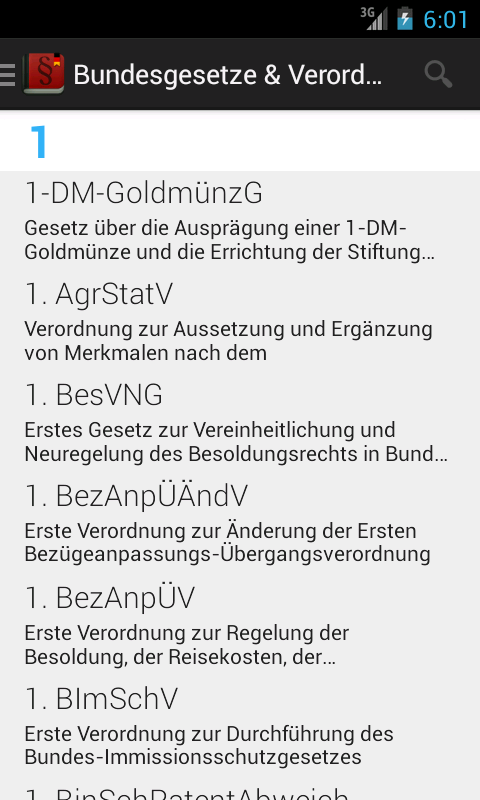 3G
6:01
§
Bundesgesetze & Verord...
1
1-DM-GoldmünzG
Gesetz über die Ausprägung einer 1-DM-
Goldmünze und die Errichtung der Stiftung...
1. AgrStatV
Verordnung zur Aussetzung und Ergänzung
von Merkmalen nach dem
1. BesVNG
Erstes Gesetz zur Vereinheitlichung und
Neuregelung des Besoldungsrechts in Bund...
1. BezAnpÜÄndV
Erste Verordnung zur Änderung der Ersten
Bezügeanpassungs-Übergangsverordnung
1. BezAnpÜV
Erste Verordnung zur Regelung der
Besoldung, der Reisekosten, der...
1. BImSchV
Erste Verordnung zur Durchführung des
Bundes-Immissionsschutzgesetzes
1. BinSchPatentAbweich